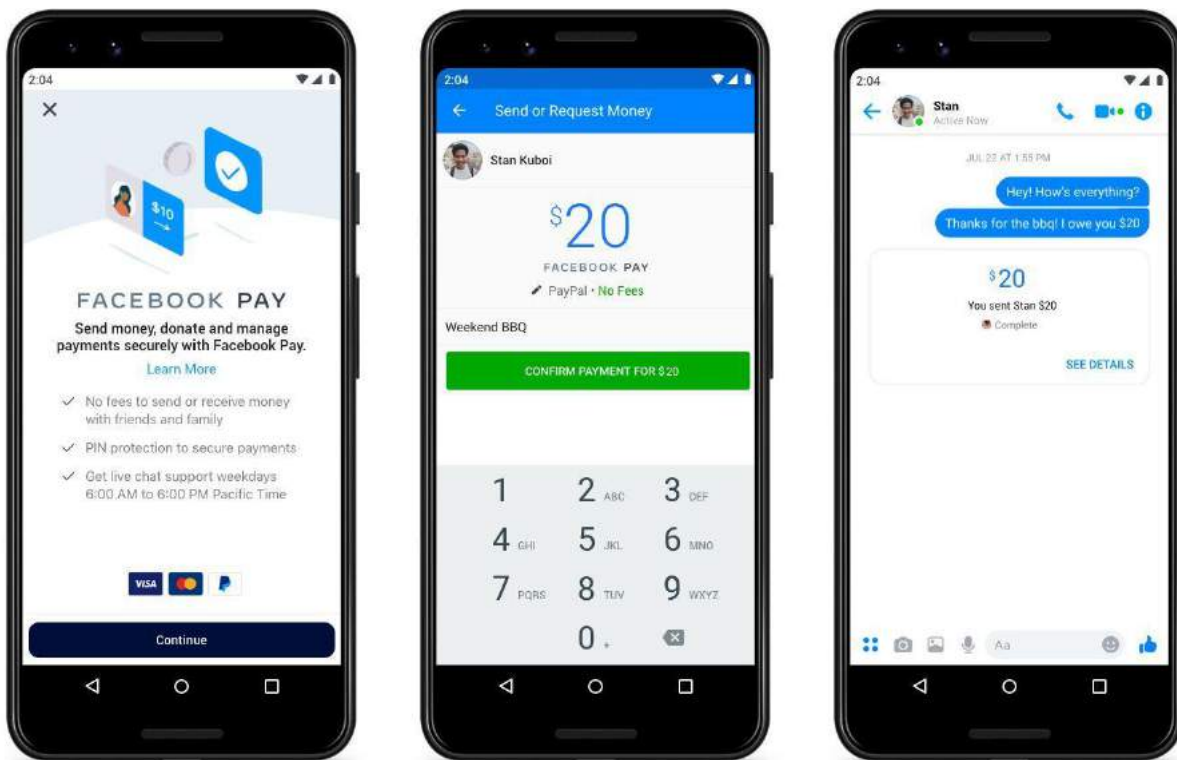 2:04
$10
FACEBOOK PAY
Send money, donate and manage
payments securely with Facebook Pay.
Learn More
No fees to send or receive money
with friends and family
PIN protection to secure payments
Get live chat support weekdays
6:00 AM to 6:00 PM Pacific Time
VISA
Continue
2:04
Send or Request Money
Stan Kuboi
$20
FACEBOOK PAY
PayPal · No Fees
Weekend BBQ
CONFIRM PAYMENT FOR $20
1 2 ABC 3 DEF
4 GHI 5 JKL 6 MNO
7 PQRS 8 TUV 9 WXYZ
0 +
2:04
Stan
Active Now
JUL 22 AT 1:55 PM
Hey! How's everything?
Thanks for the bbq! I owe you $20
$20
You sent Stan $20
Complete
SEE DETAILS
Aa